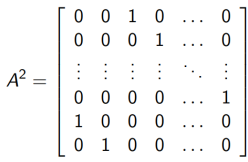 0 0 1 0 … 0
0 0 0 1 … 0
A² = ⋮ ⋮ ⋮ ⋮ ⋱ ⋮
0 0 0 0 … 1
1 0 0 0 … 0
0 1 0 0 … 0